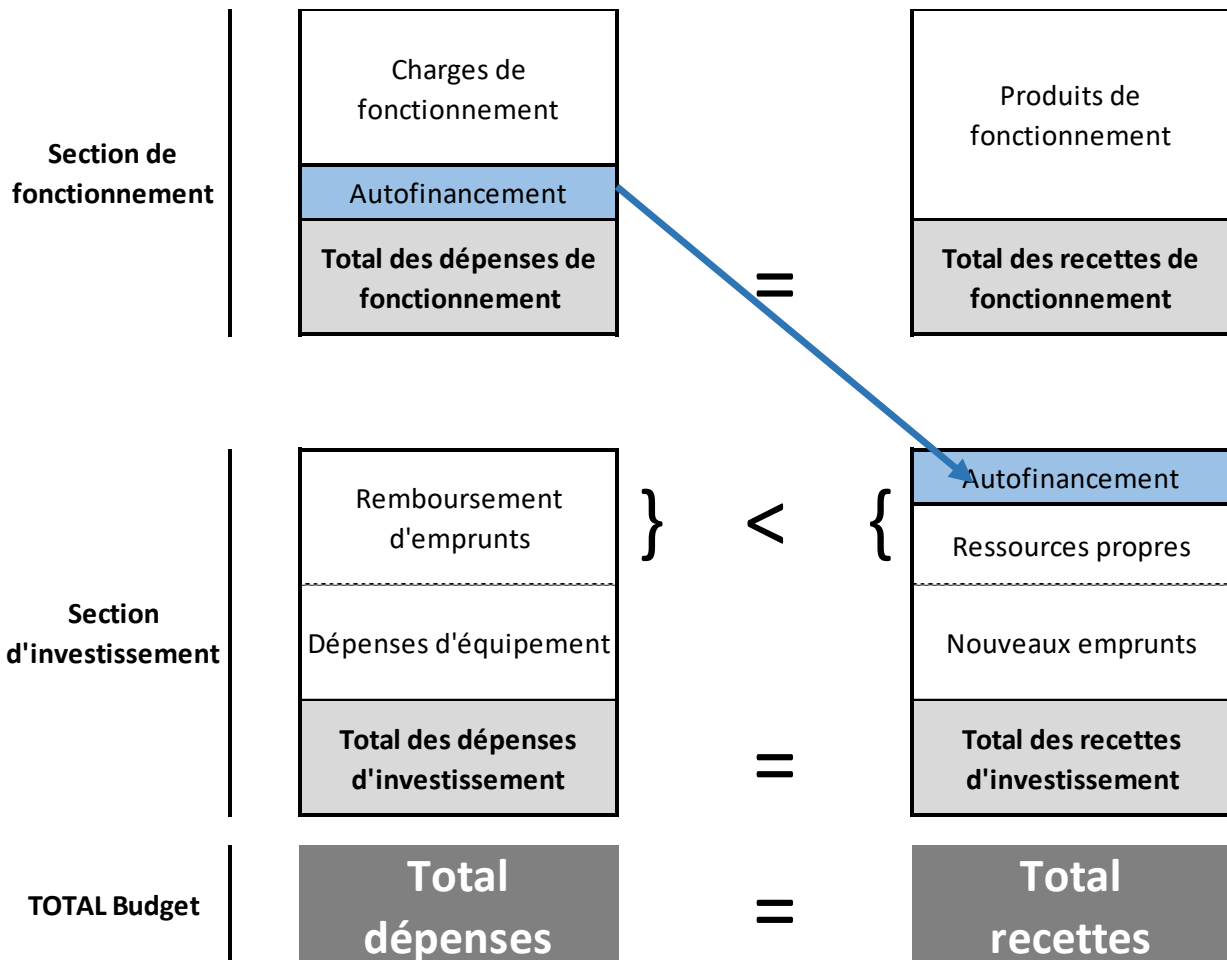 Section de
fonctionnement
Charges de
fonctionnement
Autofinancement
Total des dépenses de
fonctionnement
=
Produits de
fonctionnement
Total des recettes de
fonctionnement
Section
d'investissement
Remboursement
d'emprunts
Dépenses d'équipement
Total des dépenses
d'investissement
} < {
=
Autofinancement
Ressources propres
Nouveaux emprunts
Total des recettes
d'investissement
TOTAL Budget
Total
dépenses
=
Total
recettes